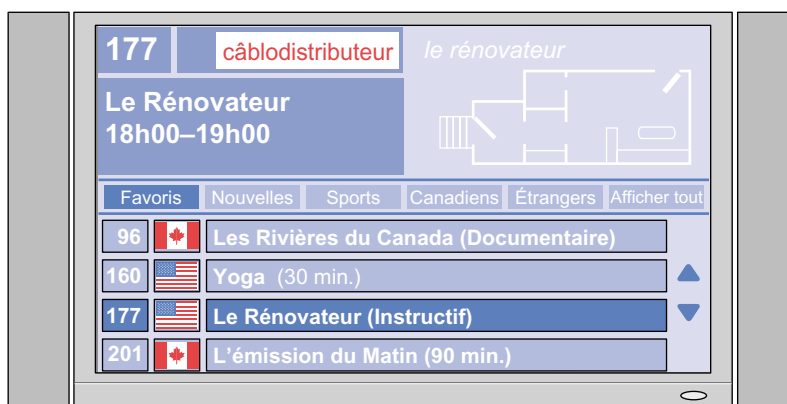 177
câblodistributeur
le rénovateur
Le Rénovateur
18h00–19h00
Favoris Nouvelles Sports Canadiens Étrangers Afficher tout
96 Les Rivières du Canada (Documentaire)
160 Yoga (30 min.)
177 Le Rénovateur (Instructif)
201 L’émission du Matin (90 min.)